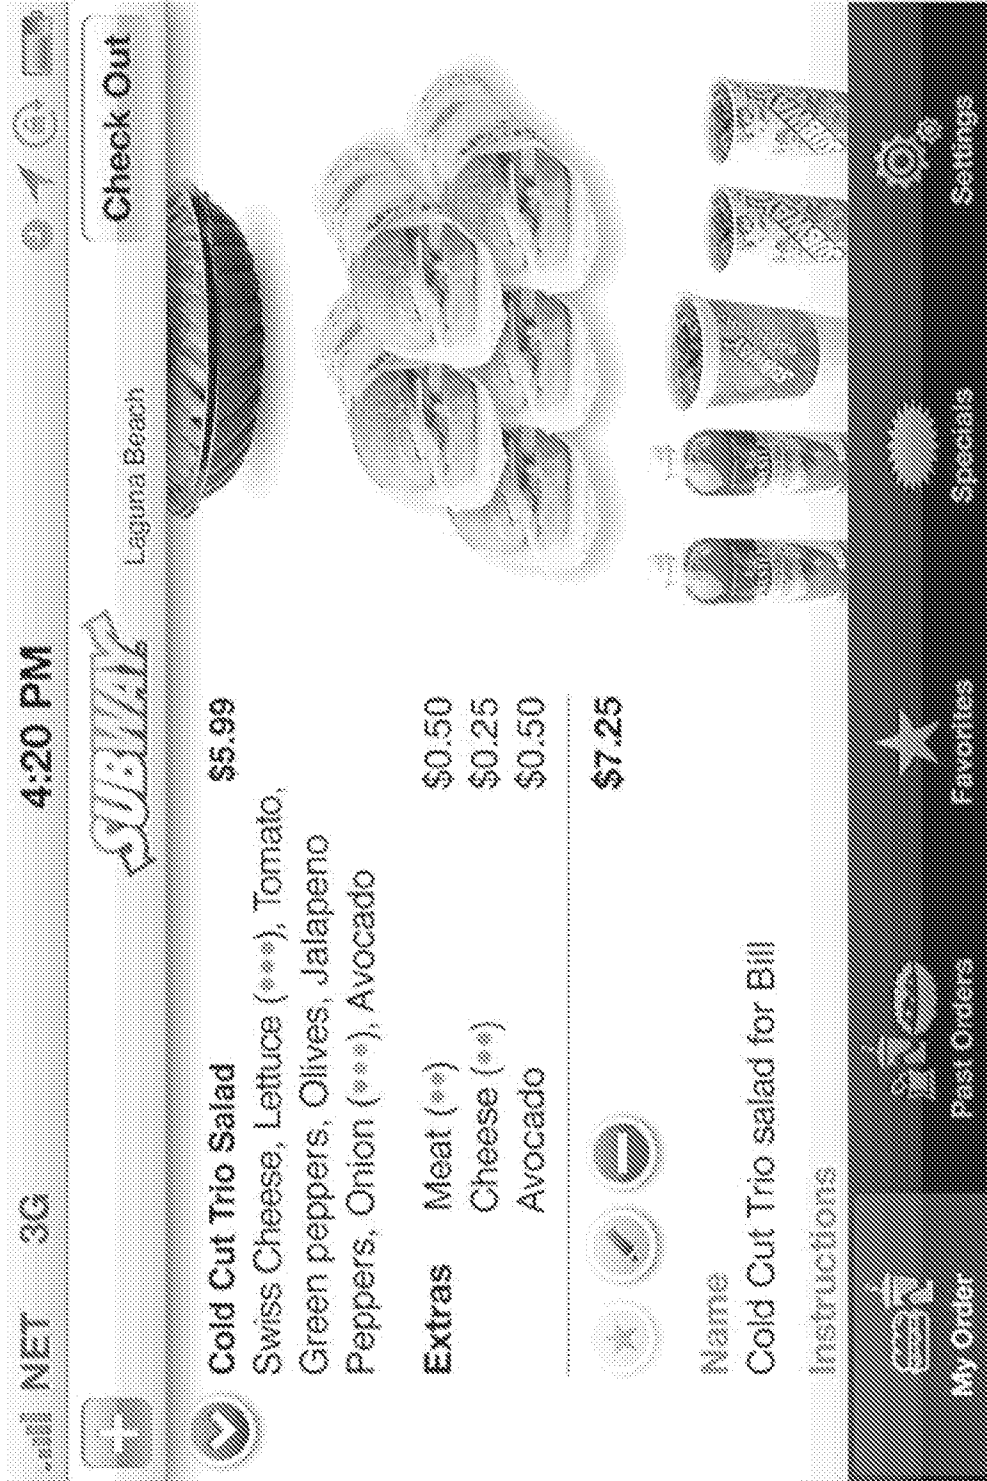 NET 3G 4:20 PM
SUBWAY
Laguna Beach
Check Out
Cold Cut Trio Salad $5.99
Swiss Cheese, Lettuce (***), Tomato,
Green peppers, Olives, Jalapeno
Peppers, Onion (***), Avocado
Extras Meat (**) $0.50
Cheese (**) $0.25
Avocado $0.50
$7.25
Name
Cold Cut Trio salad for Bill
Instructions
My Order Past Orders Favorites Specials Settings